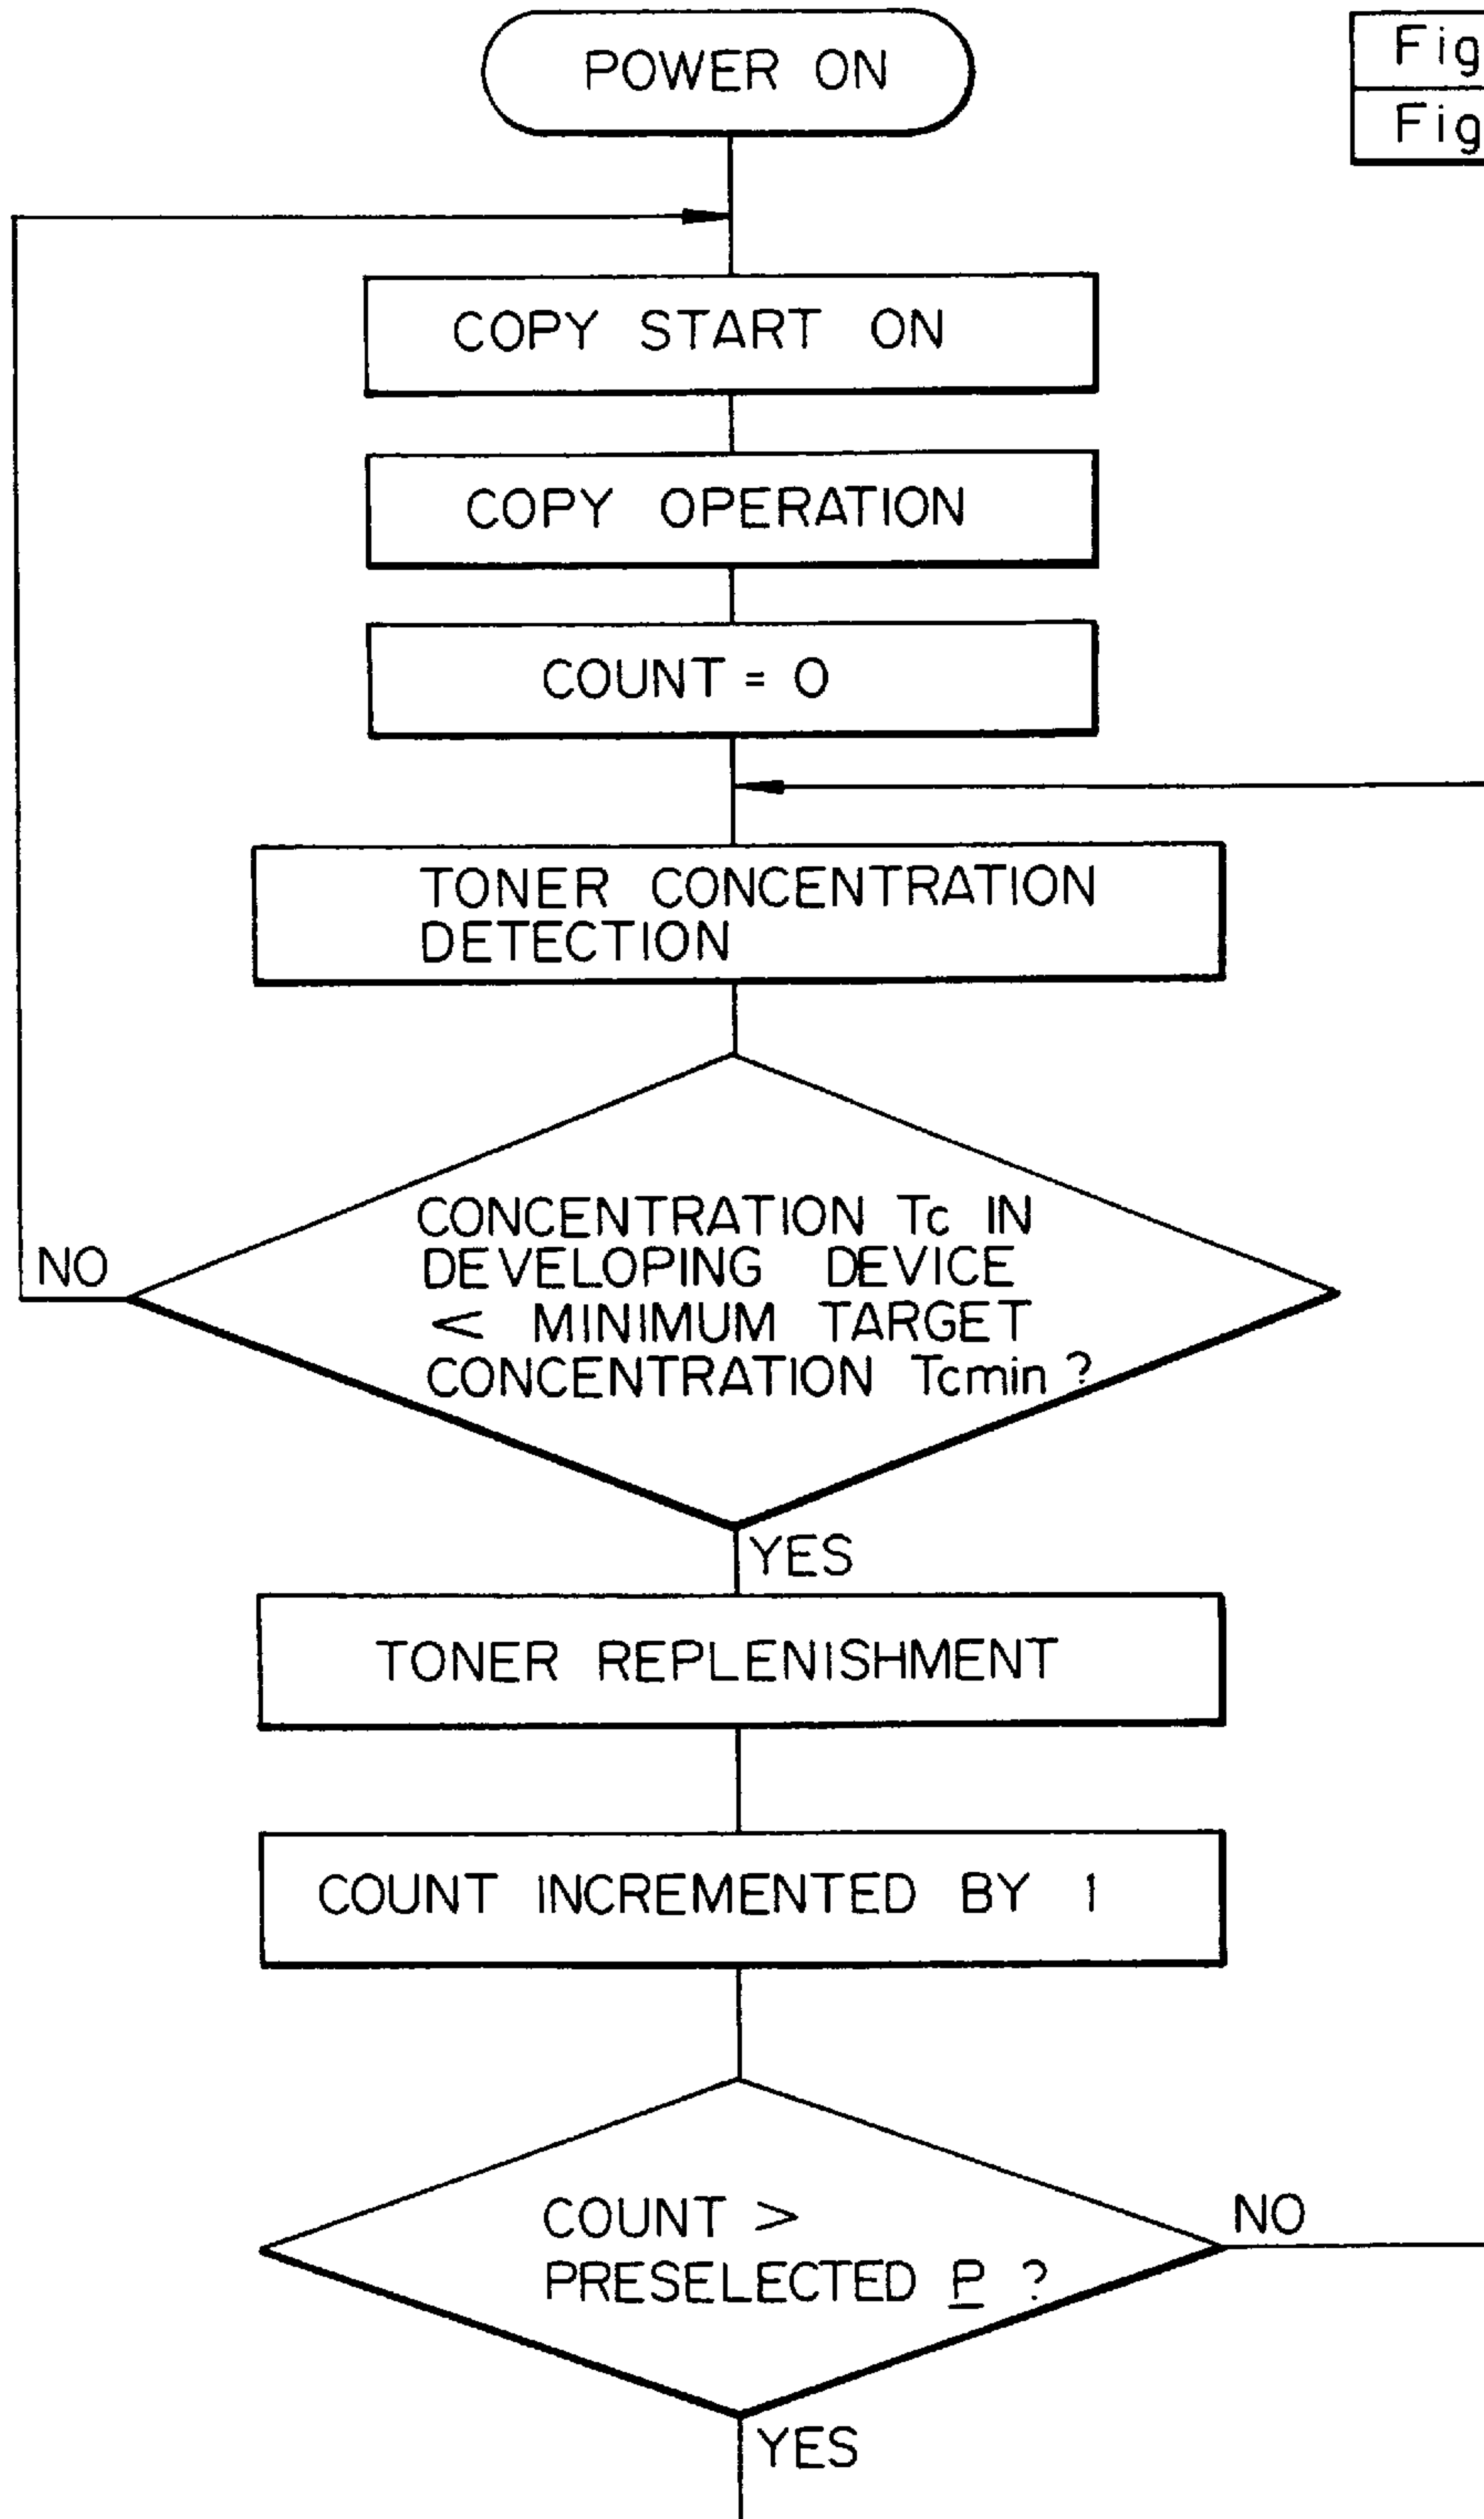 POWER ON
Fig
Fig
COPY START ON
COPY OPERATION
COUNT = 0
TONER CONCENTRATION
DETECTION
CONCENTRATION Tc IN
DEVELOPING DEVICE
< MINIMUM TARGET
CONCENTRATION Tcmin ?
NO
YES
TONER REPLENISHMENT
COUNT INCREMENTED BY 1
COUNT >
PRESELECTED P ?
NO
YES